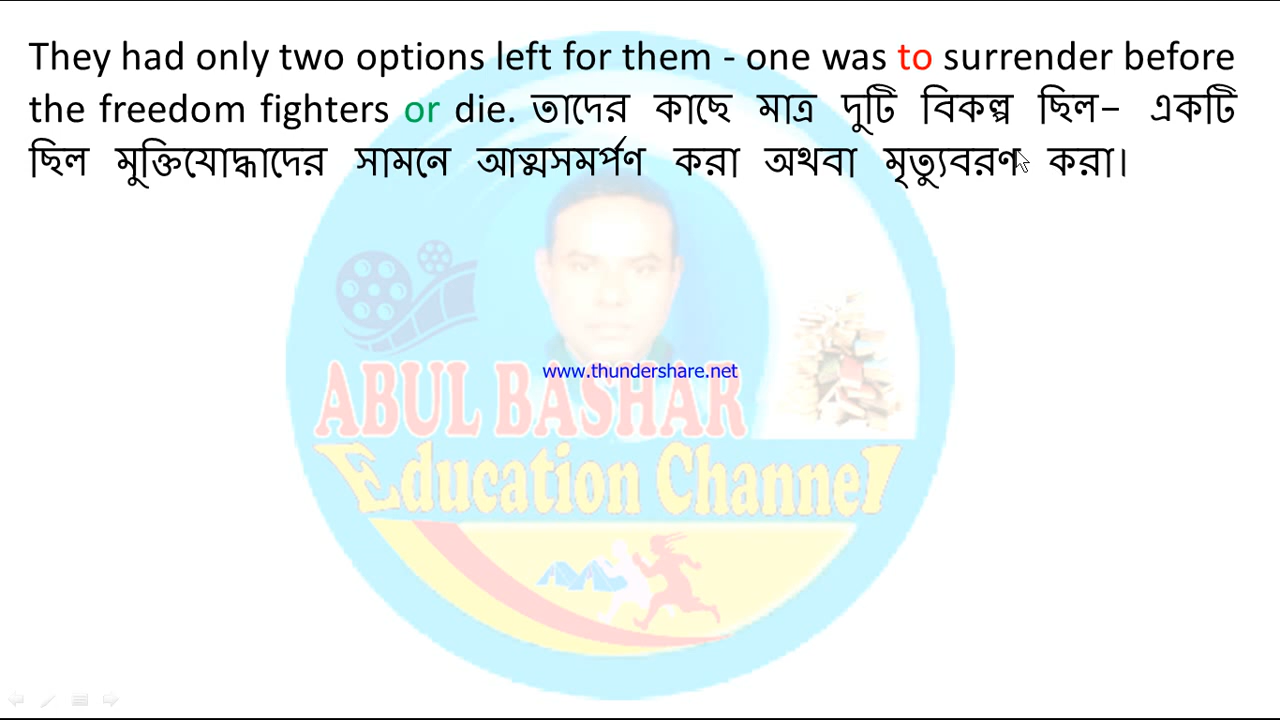 They had only two options left for them - one was to surrender before
the freedom fighters or die. তাদের কাছে মাত্র দুটি বিকল্প ছিল– একটি
ছিল মুক্তিযোদ্ধাদের সামনে আত্মসমর্পণ করা অথবা মৃত্যুবরণ করা।
www.thundershare.net
ABUL BASHAR
Education Channel